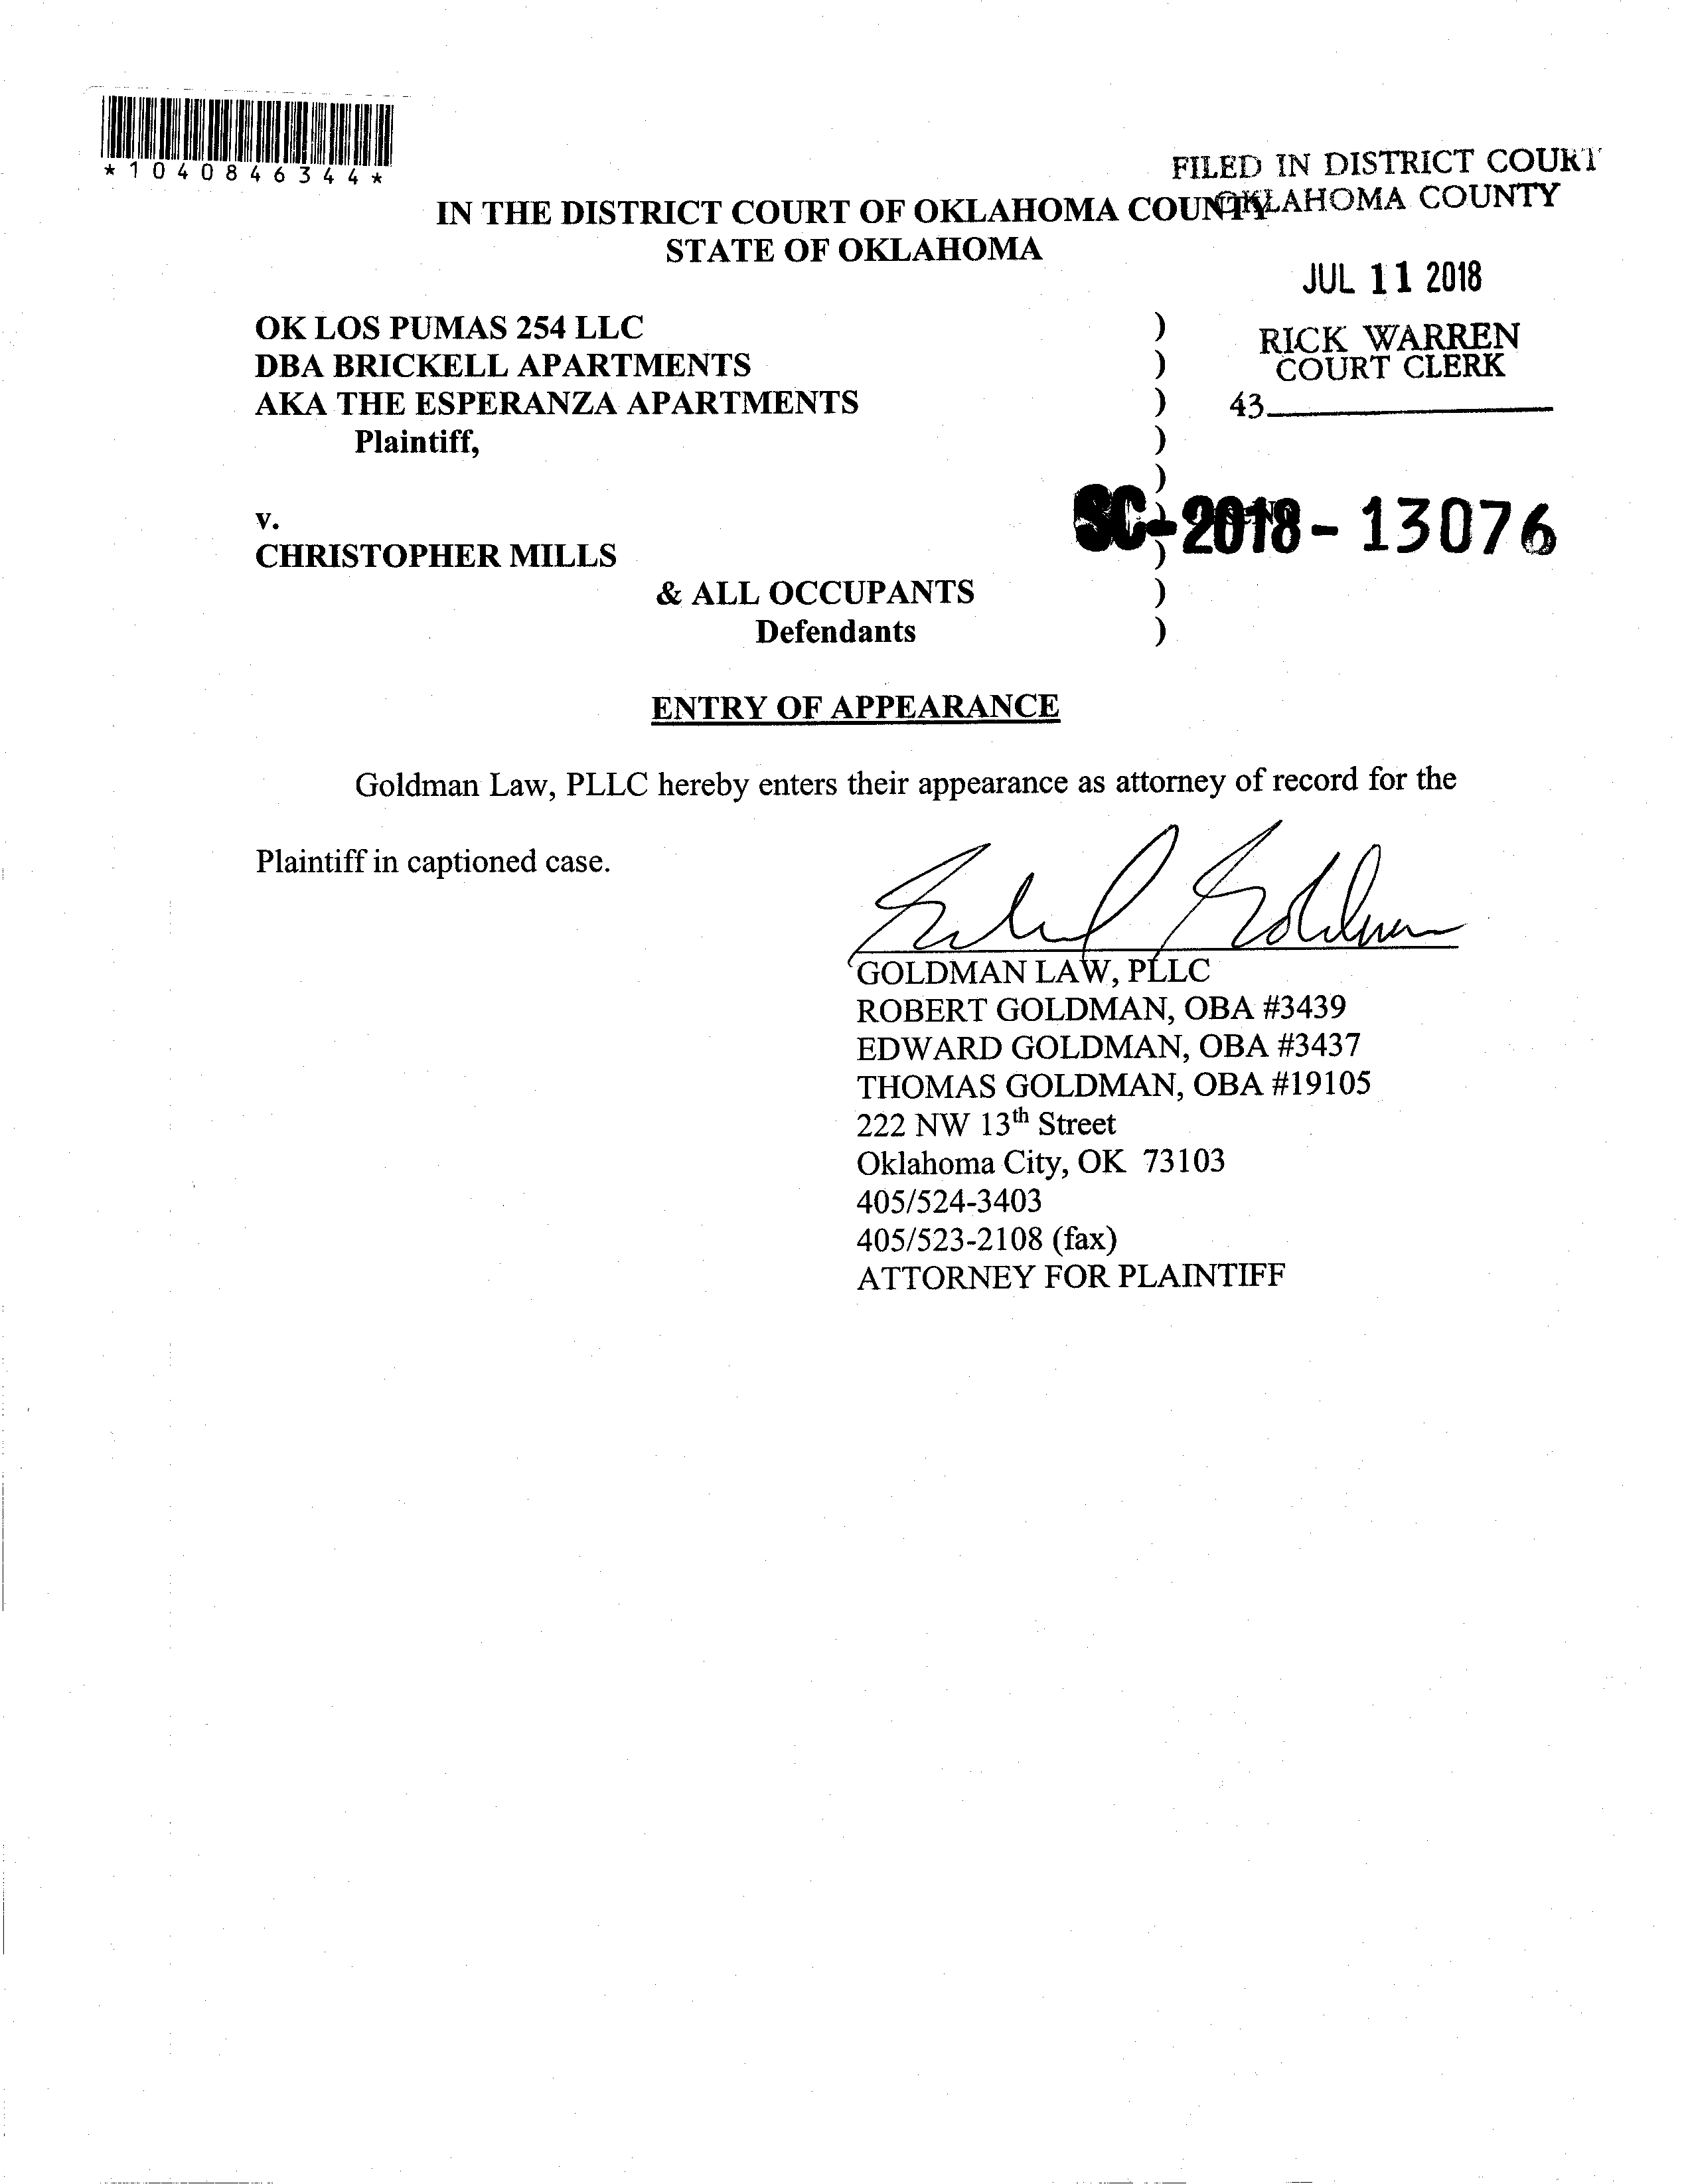 *1040846344*
FILED IN DISTRICT COURT
OKLAHOMA COUNTY
IN THE DISTRICT COURT OF OKLAHOMA COUNTY
STATE OF OKLAHOMA
JUL 11 2018
OK LOS PUMAS 254 LLC )
RICK WARREN
COURT CLERK
DBA BRICKELL APARTMENTS )
AKA THE ESPERANZA APARTMENTS )
43
Plaintiff, )
)
SC-2018-13076
v. )
CHRISTOPHER MILLS )
& ALL OCCUPANTS )
Defendants )
ENTRY OF APPEARANCE
Goldman Law, PLLC hereby enters their appearance as attorney of record for the
Plaintiff in captioned case.
GOLDMAN LAW, PLLC
ROBERT GOLDMAN, OBA #3439
EDWARD GOLDMAN, OBA #3437
THOMAS GOLDMAN, OBA #19105
222 NW 13th Street
Oklahoma City, OK 73103
405/524-3403
405/523-2108 (fax)
ATTORNEY FOR PLAINTIFF